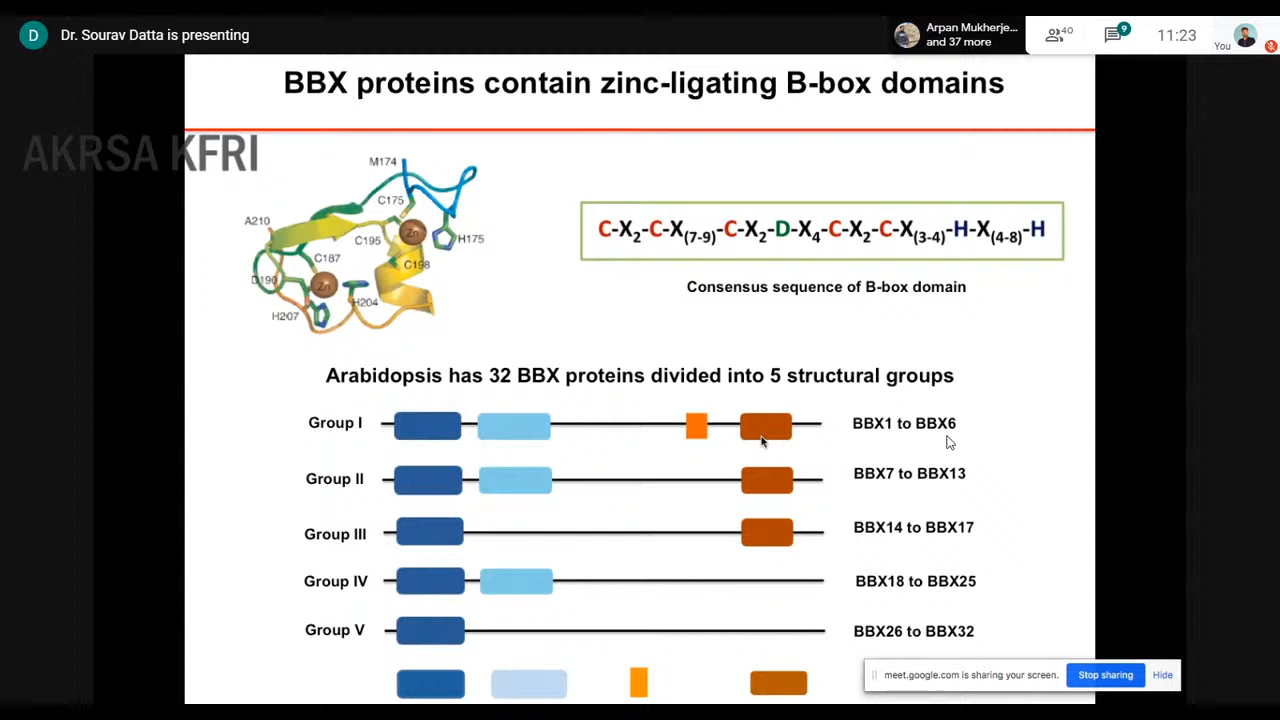 D Dr. Sourav Datta is presenting
Arpan Mukherje...
and 37 more
40
9
11:23
You
BBX proteins contain zinc-ligating B-box domains
AKRSA KFRI
M174
C175
A210
Zn
H175
C195
C187
C198
D190
Zn
H204
H207
C-X2-C-X(7-9)-C-X2-D-X4-C-X2-C-X(3-4)-H-X(4-8)-H
Consensus sequence of B-box domain
Arabidopsis has 32 BBX proteins divided into 5 structural groups
Group I BBX1 to BBX6
Group II BBX7 to BBX13
Group III BBX14 to BBX17
Group IV BBX18 to BBX25
Group V BBX26 to BBX32
meet.google.com is sharing your screen. Stop sharing Hide